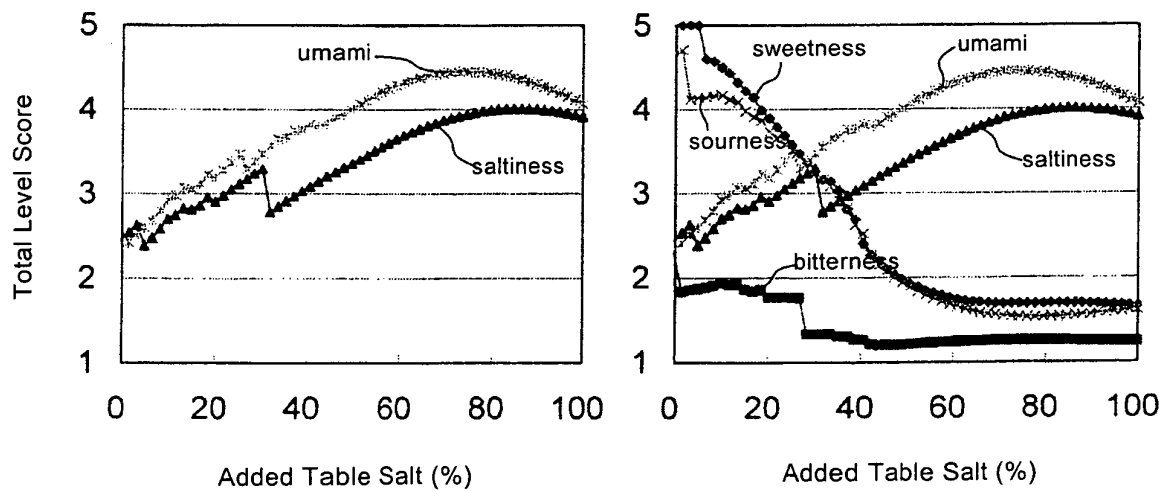 Total Level Score
5
4
3
2
1
umami
saltiness
0
20
40
60
80
100
Added Table Salt (%)
5
4
3
2
1
sweetness
umami
sourness
saltiness
bitterness
0
20
40
60
80
100
Added Table Salt (%)